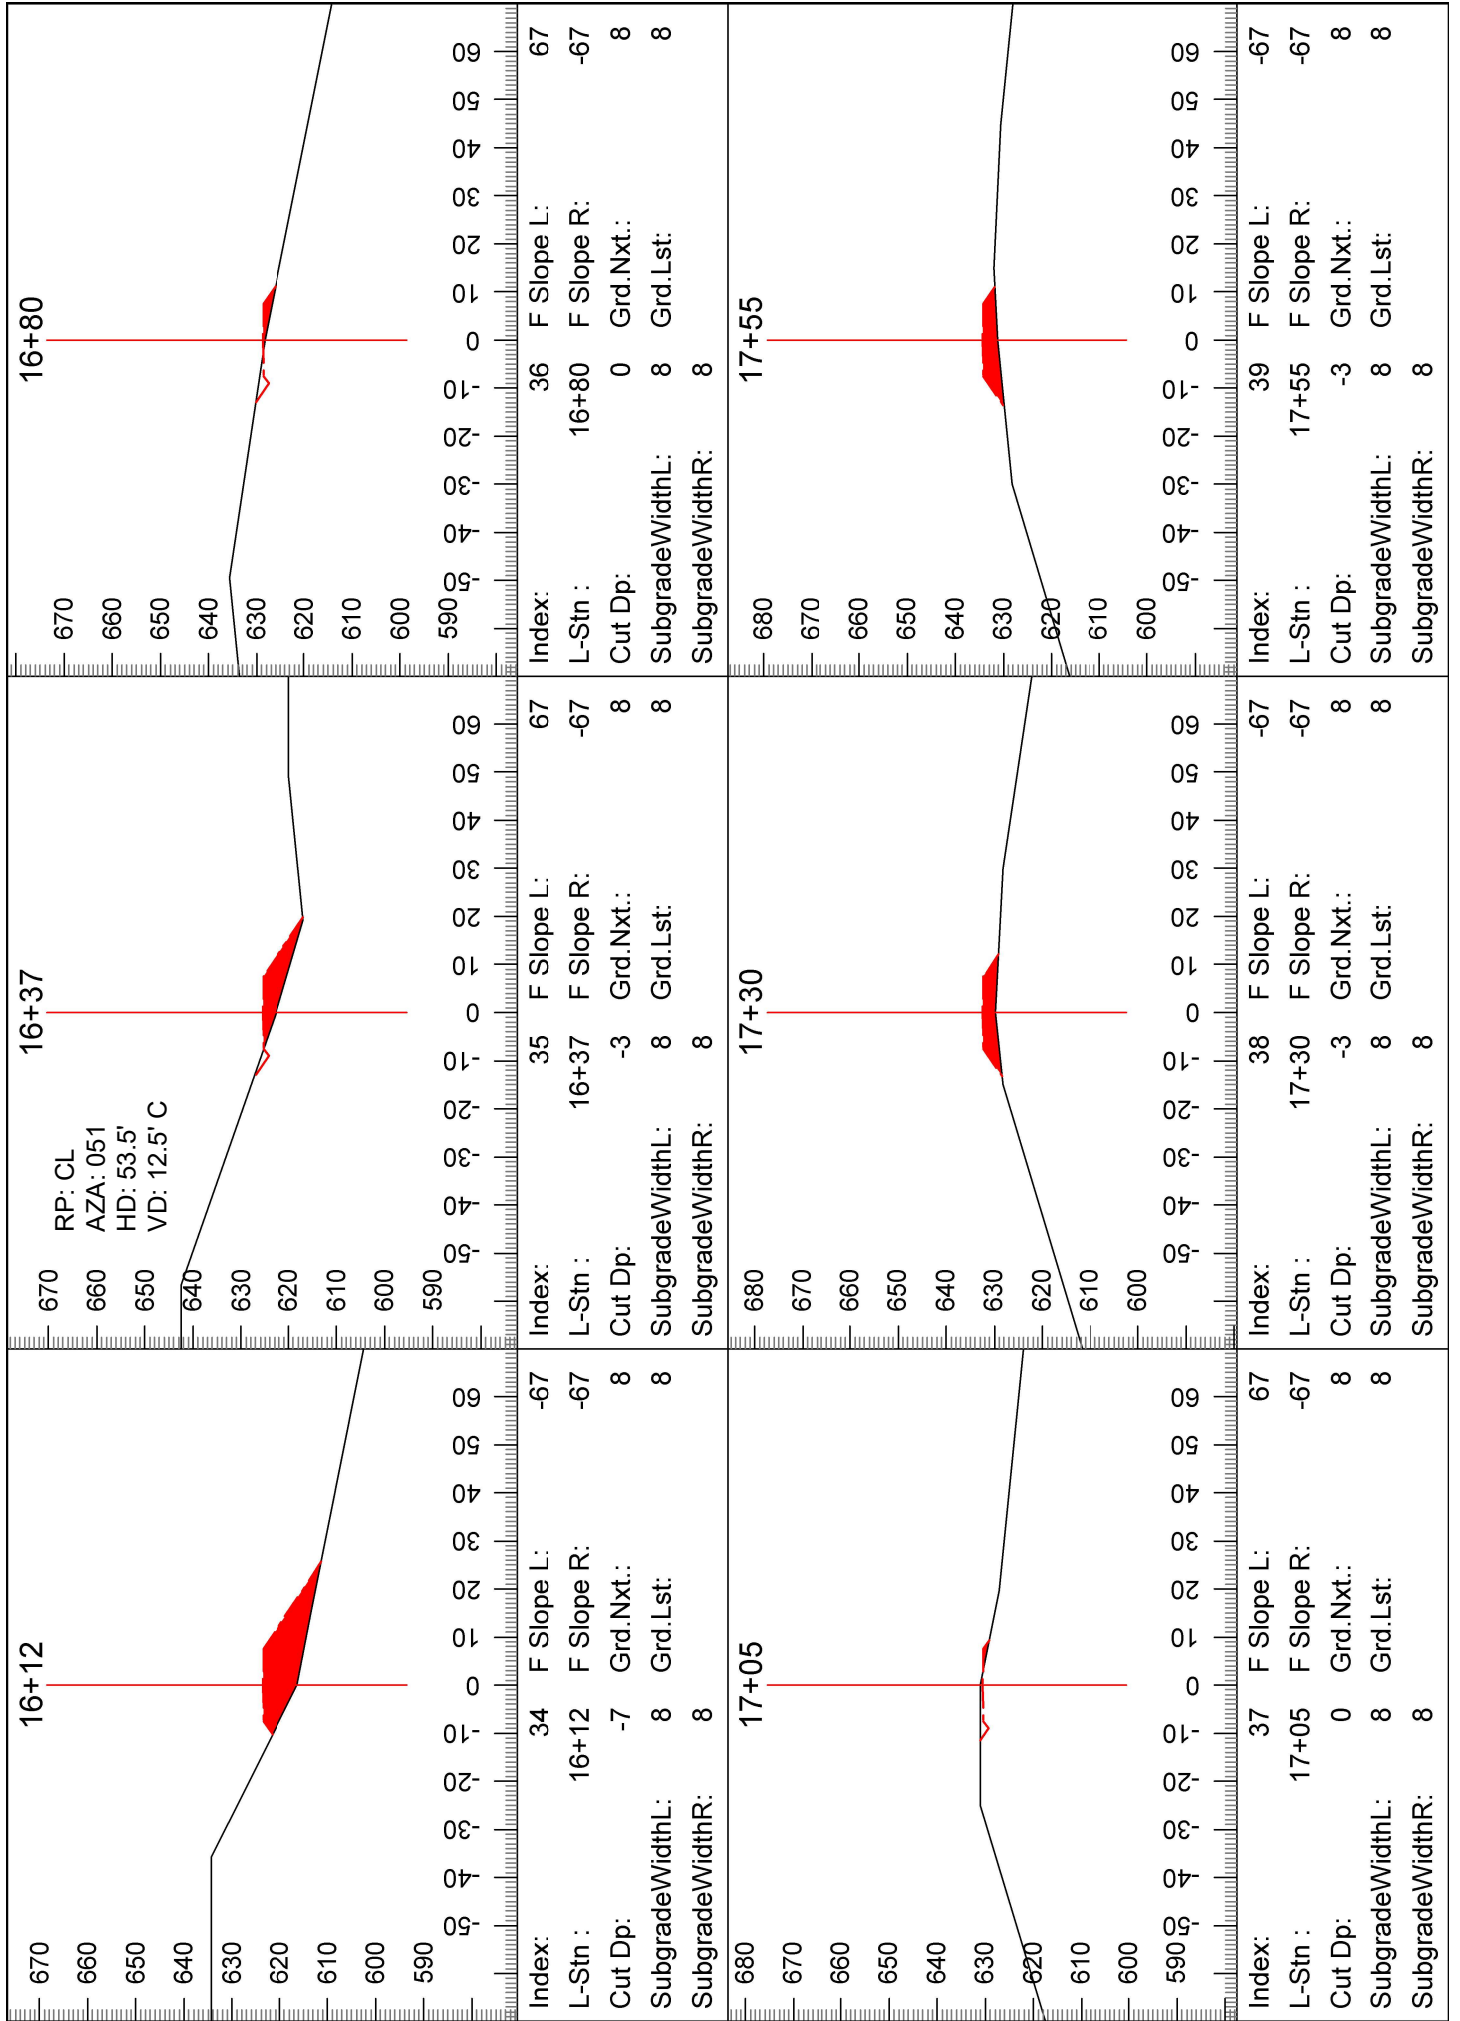 16+12
670
660
650
640
630
620
610
600
590
-50 -40 -30 -20 -10 0 10 20 30 40 50 60
Index: 34 F Slope L: -67
L-Stn : 16+12 F Slope R: -67
Cut Dp: -7 Grd.Nxt.: 8
SubgradeWidthL: 8 Grd.Lst: 8
SubgradeWidthR: 8
16+37
RP: CL
AZA: 051
HD: 53.5'
VD: 12.5' C
670
660
650
640
630
620
610
600
590
-50 -40 -30 -20 -10 0 10 20 30 40 50 60
Index: 35 F Slope L: 67
L-Stn : 16+37 F Slope R: -67
Cut Dp: -3 Grd.Nxt.: 8
SubgradeWidthL: 8 Grd.Lst: 8
SubgradeWidthR: 8
16+80
670
660
650
640
630
620
610
600
590
-50 -40 -30 -20 -10 0 10 20 30 40 50 60
Index: 36 F Slope L: 67
L-Stn : 16+80 F Slope R: -67
Cut Dp: 0 Grd.Nxt.: 8
SubgradeWidthL: 8 Grd.Lst: 8
SubgradeWidthR: 8
17+05
680
670
660
650
640
630
620
610
600
590
-50 -40 -30 -20 -10 0 10 20 30 40 50 60
Index: 37 F Slope L: 67
L-Stn : 17+05 F Slope R: -67
Cut Dp: 0 Grd.Nxt.: 8
SubgradeWidthL: 8 Grd.Lst: 8
SubgradeWidthR: 8
17+30
680
670
660
650
640
630
620
610
600
-50 -40 -30 -20 -10 0 10 20 30 40 50 60
Index: 38 F Slope L: -67
L-Stn : 17+30 F Slope R: -67
Cut Dp: -3 Grd.Nxt.: 8
SubgradeWidthL: 8 Grd.Lst: 8
SubgradeWidthR: 8
17+55
680
670
660
650
640
630
620
610
600
-50 -40 -30 -20 -10 0 10 20 30 40 50 60
Index: 39 F Slope L: -67
L-Stn : 17+55 F Slope R: -67
Cut Dp: -3 Grd.Nxt.: 8
SubgradeWidthL: 8 Grd.Lst: 8
SubgradeWidthR: 8